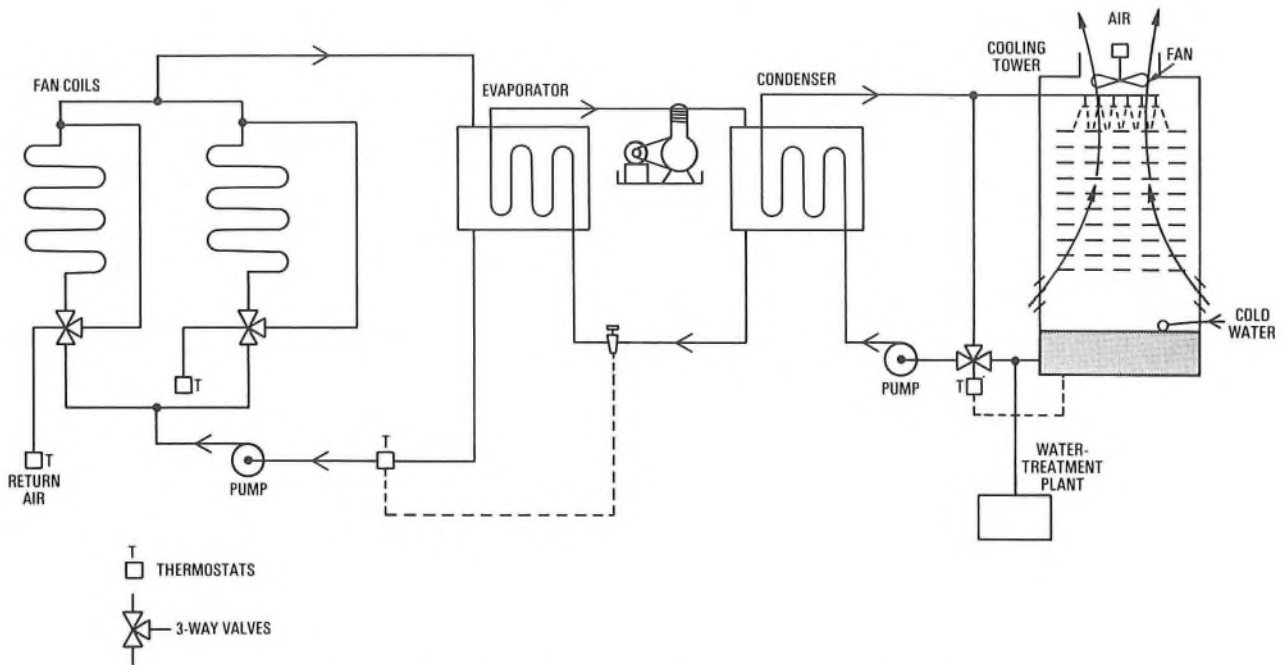 AIR
COOLING
TOWER
FAN
FAN COILS
EVAPORATOR
CONDENSER
COLD
WATER
T
T
PUMP
T
RETURN
AIR
T
PUMP
WATER-
TREATMENT
PLANT
T
THERMOSTATS
3-WAY VALVES